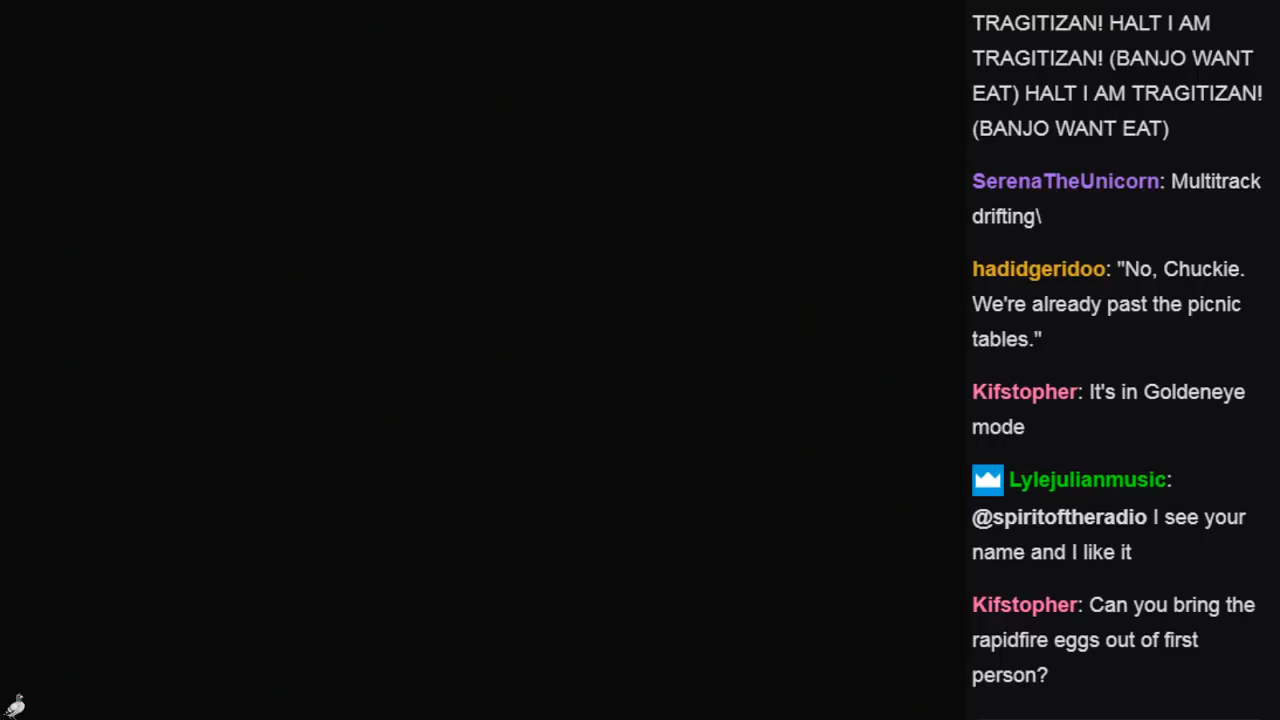 TRAGITIZAN! HALT I AM
TRAGITIZAN! (BANJO WANT
EAT) HALT I AM TRAGITIZAN!
(BANJO WANT EAT)
SerenaTheUnicorn: Multitrack
drifting\
hadidgeridoo: "No, Chuckie.
We're already past the picnic
tables."
Kifstopher: It's in Goldeneye
mode
Lylejulianmusic:
@spiritoftheradio I see your
name and I like it
Kifstopher: Can you bring the
rapidfire eggs out of first
person?